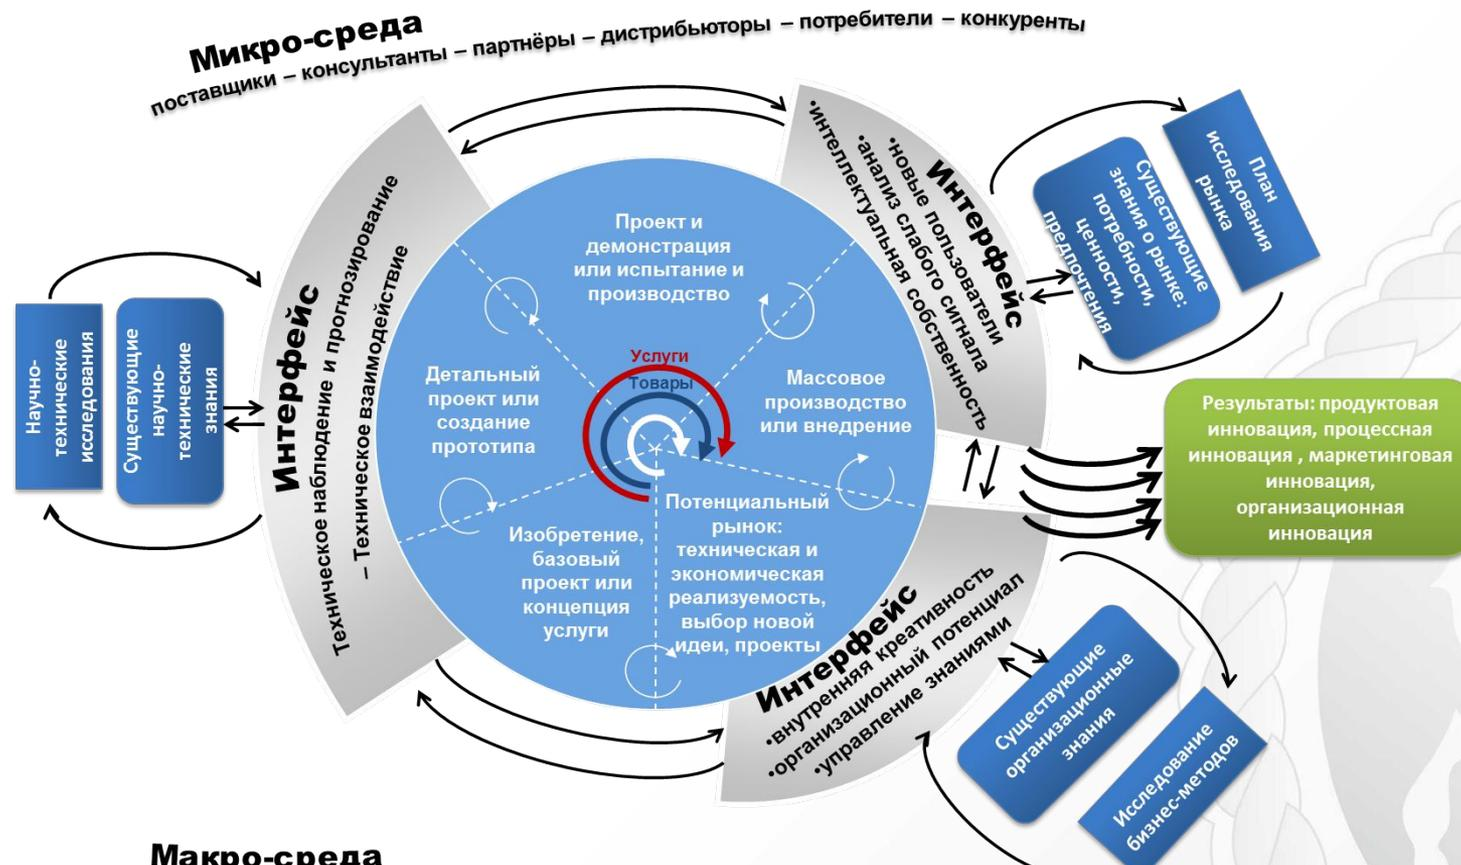 Микро-среда
поставщики – консультанты – партнёры – дистрибьюторы – потребители – конкуренты
Научно-
технические
исследования
Существующие
научно-
технические
знания
Интерфейс
Техническое наблюдение и прогнозирование
– Техническое взаимодействие
Проект и
демонстрация
или испытание и
производство
Детальный
проект или
создание
прототипа
Услуги
Товары
Массовое
производство
или внедрение
Изобретение,
базовый
проект или
концепция
услуги
Потенциальный
рынок:
техническая и
экономическая
реализуемость,
выбор новой
идеи, проекты
Интерфейс
•новые пользователи
•анализ слабого сигнала
•интеллектуальная собственность
Существующие
знания о рынке:
потребности,
ценности,
предпочтения
План
исследования
рынка
Результаты: продуктовая
инновация, процессная
инновация , маркетинговая
инновация,
организационная
инновация
Интерфейс
•внутренняя креативность
•организационный потенциал
•управление знаниями
Существующие
организационные
знания
Исследование
бизнес-методов
Макро-среда